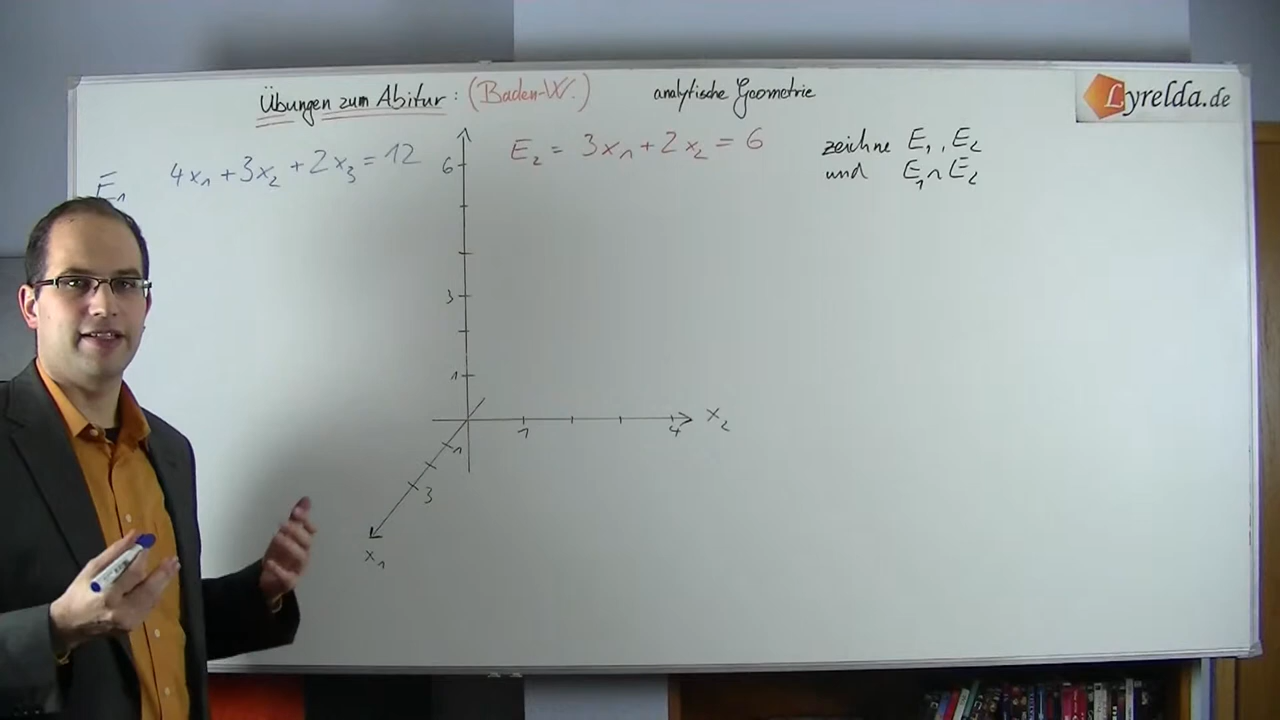 Übungen zum Abitur: (Baden-W.) analytische Geometrie
Lyrelda.de
E₁ 4x₁+3x₂+2x₃=12
E₂ = 3x₁+2x₂=6
zeichne E₁, E₂
und E₁∩E₂
6
3
1
1 4 x₂
1
3
x₁